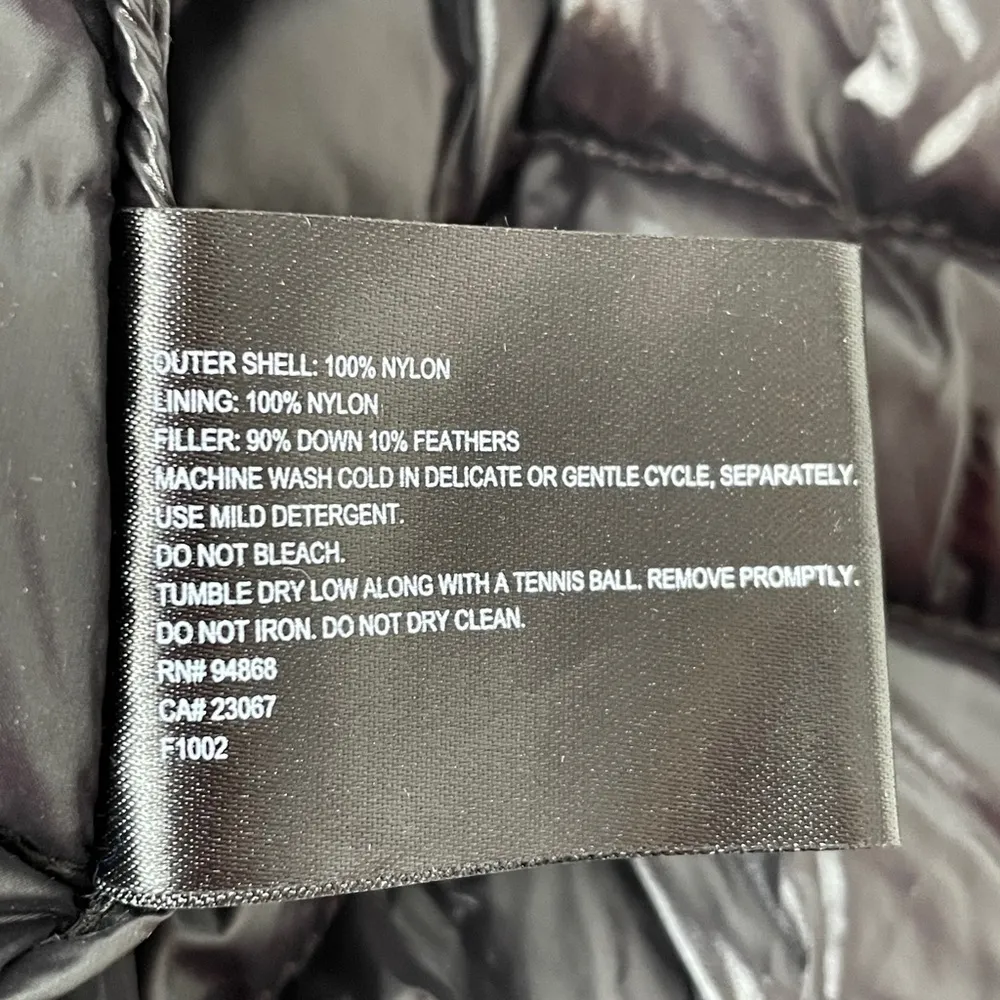 OUTER SHELL: 100% NYLON
LINING: 100% NYLON
FILLER: 90% DOWN 10% FEATHERS
MACHINE WASH COLD IN DELICATE OR GENTLE CYCLE, SEPARATELY.
USE MILD DETERGENT.
DO NOT BLEACH.
TUMBLE DRY LOW ALONG WITH A TENNIS BALL. REMOVE PROMPTLY.
DO NOT IRON. DO NOT DRY CLEAN.
RN# 94868
CA# 23067
F1002